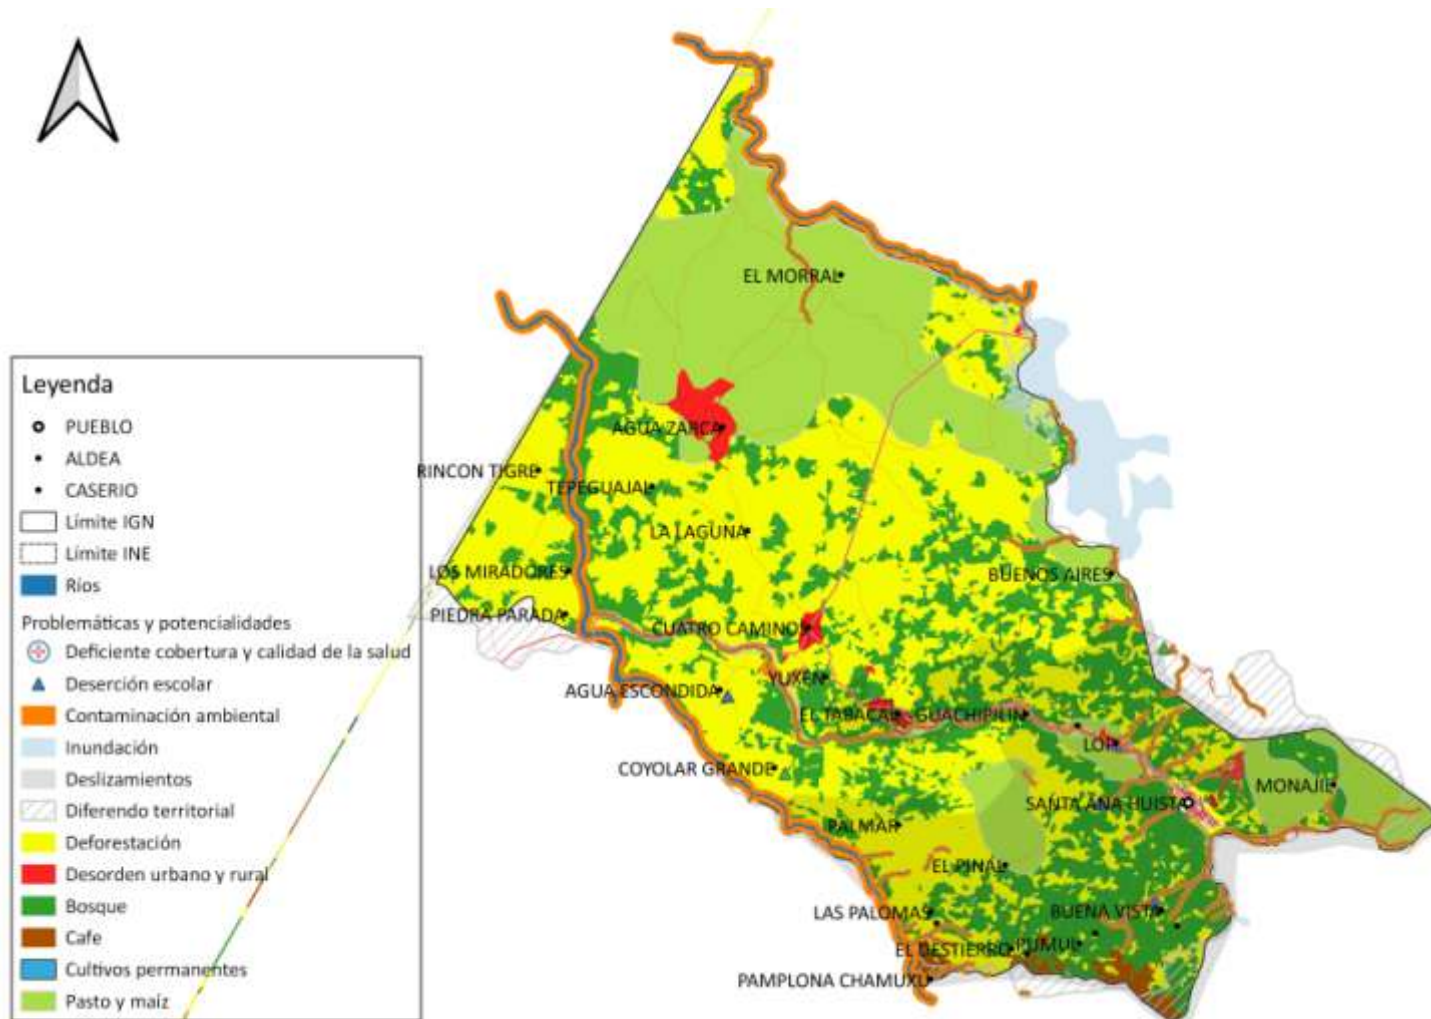 EL MORRAL
Leyenda
PUEBLO
ALDEA
CASERIO
Límite IGN
Límite INE
Ríos
Problemáticas y potencialidades
Deficiente cobertura y calidad de la salud
Deserción escolar
Contaminación ambiental
Inundación
Deslizamientos
Diferendo territorial
Deforestación
Desorden urbano y rural
Bosque
Cafe
Cultivos permanentes
Pasto y maíz
AGUA ZARCA
RINCON TIGRE
TEPEGUAJAL
LA LAGUNA
LOS MIRADORES
BUENOS AIRES
PIEDRA PARADA
CUATRO CAMINOS
YUXEN
AGUA ESCONDIDA
EL TABACAL
GUACHIPILIN
LOP
COYOLAR GRANDE
MONAJIL
SANTA ANA HUISTA
PALMAR
EL PINAL
LAS PALOMAS
BUENA VISTA
EL DESTIERRO
PUMUL
PAMPLONA CHAMUXU